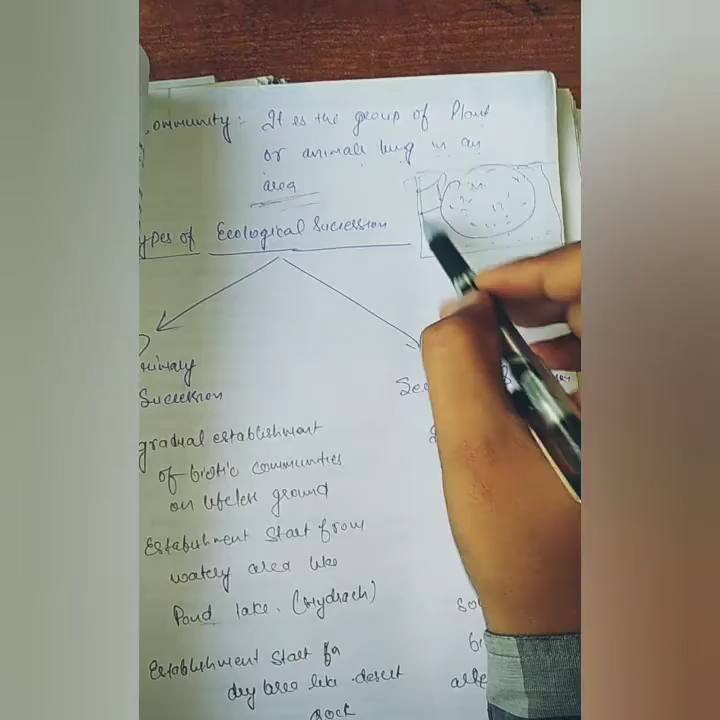 ommunity:- It is the group of Plant
or animals living in an
area
ypes of Ecological Succession
rimary
Succession
Sec
gradual establishment
of biotic communities
on lifeless ground
Establishment start from
watery area like
Pond lake. (Hydrach)
Establishment start fn
dry area like desert
rock